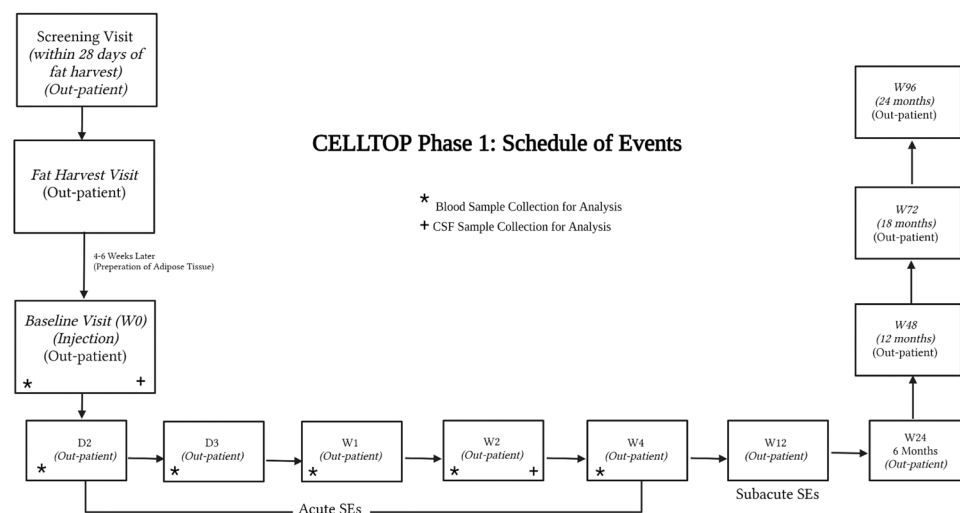 Screening Visit
(within 28 days of
fat harvest)
(Out-patient)
Fat Harvest Visit
(Out-patient)
4-6 Weeks Later
(Preperation of Adipose Tissue)
Baseline Visit (W0)
(Injection)
(Out-patient)
* +
CELLTOP Phase 1: Schedule of Events
* Blood Sample Collection for Analysis
+ CSF Sample Collection for Analysis
D2
(Out-patient)
*
D3
(Out-patient)
*
W1
(Out-patient)
*
W2
(Out-patient)
* +
W4
(Out-patient)
*
Acute SEs
W12
(Out-patient)
Subacute SEs
W24
6 Months
(Out-patient)
W48
(12 months)
(Out-patient)
W72
(18 months)
(Out-patient)
W96
(24 months)
(Out-patient)